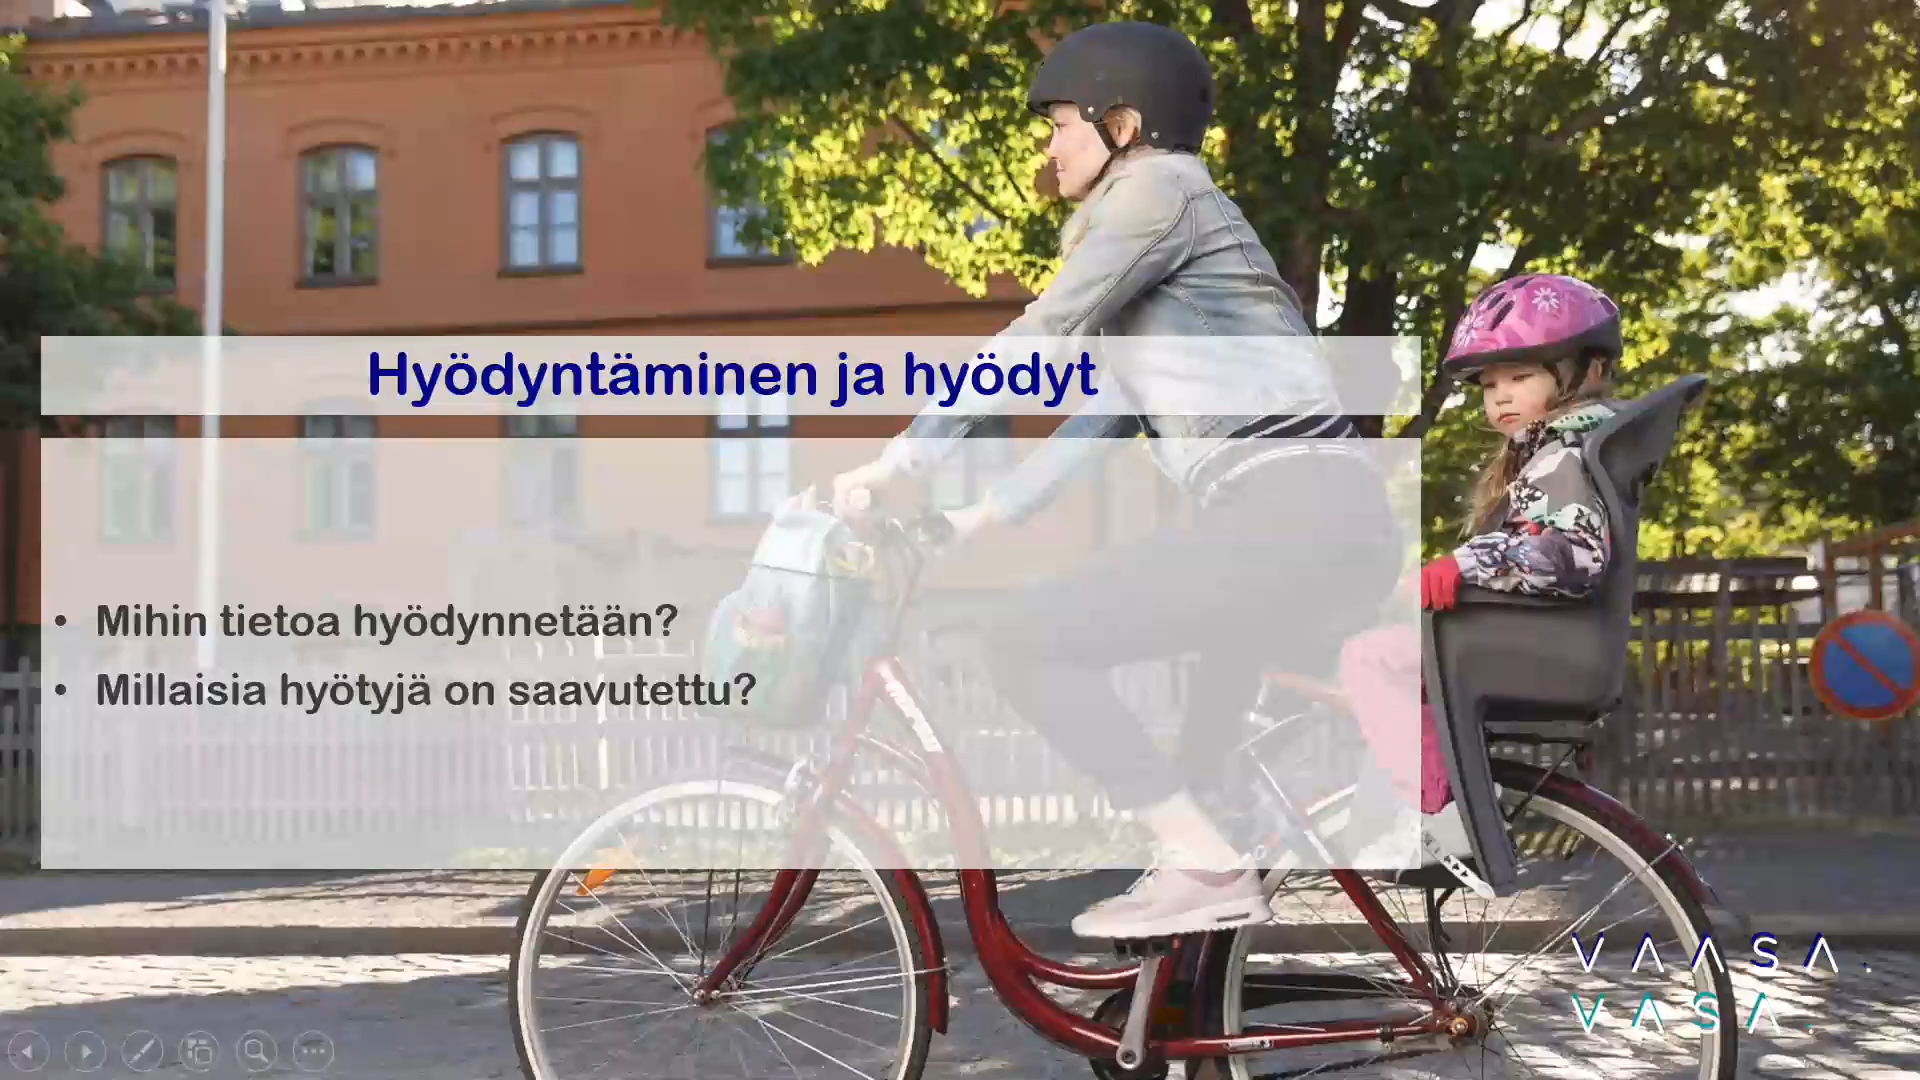 Hyödyntäminen ja hyödyt
• Mihin tietoa hyödynnetään?
• Millaisia hyötyjä on saavutettu?
VAASA.
VASA.